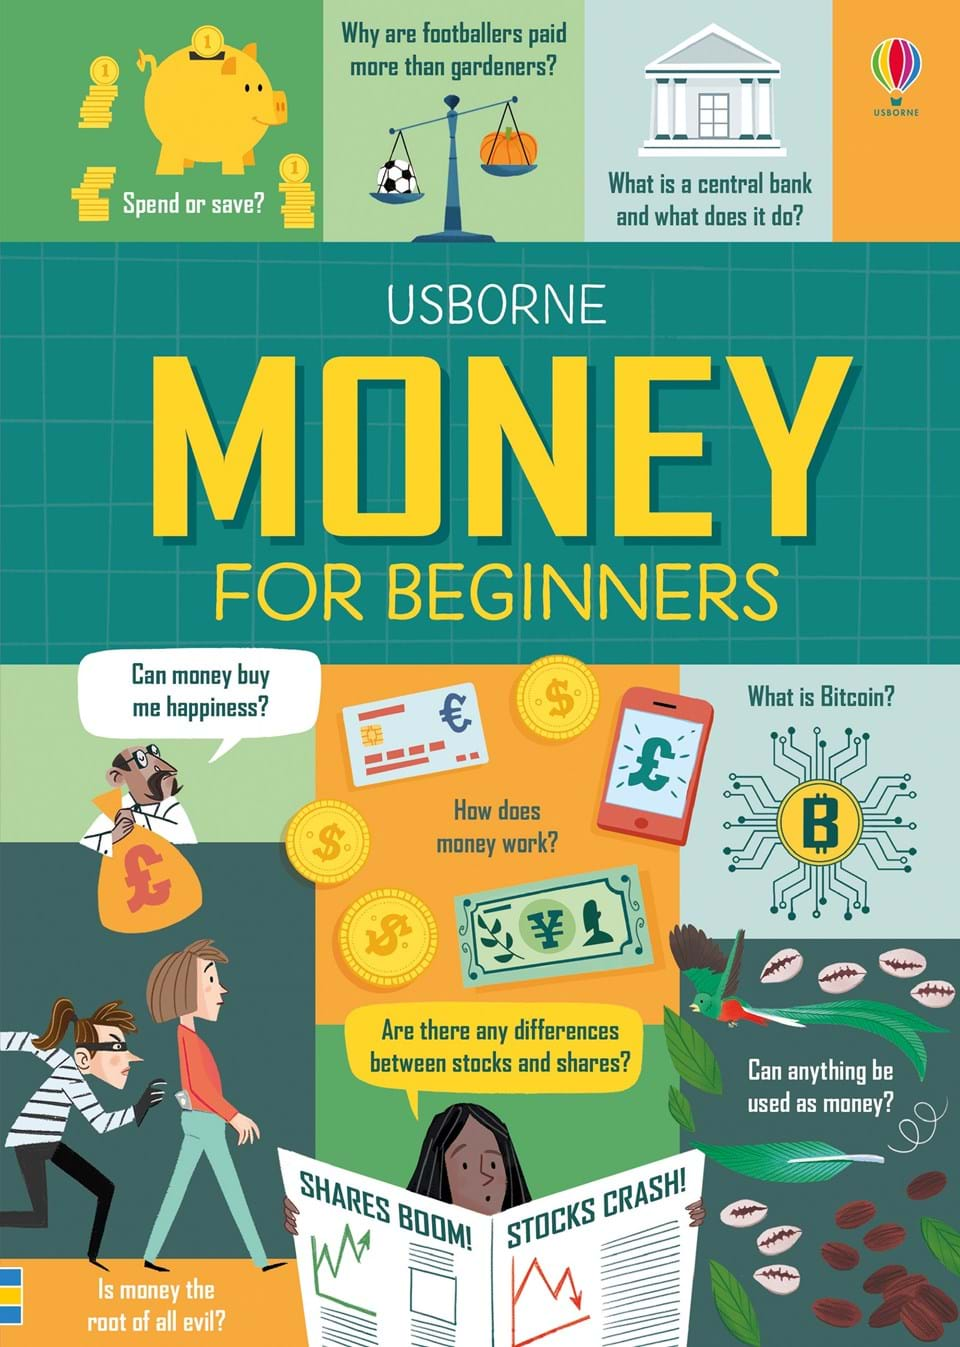 1
1
1
Spend or save?
Why are footballers paid
more than gardeners?
What is a central bank
and what does it do?
USBORNE
USBORNE
MONEY
FOR BEGINNERS
Can money buy
me happiness?
£
€
$
£
How does
money work?
$
$
¥
What is Bitcoin?
B
Are there any differences
between stocks and shares?
Can anything be
used as money?
SHARES BOOM!
STOCKS CRASH!
Is money the
root of all evil?